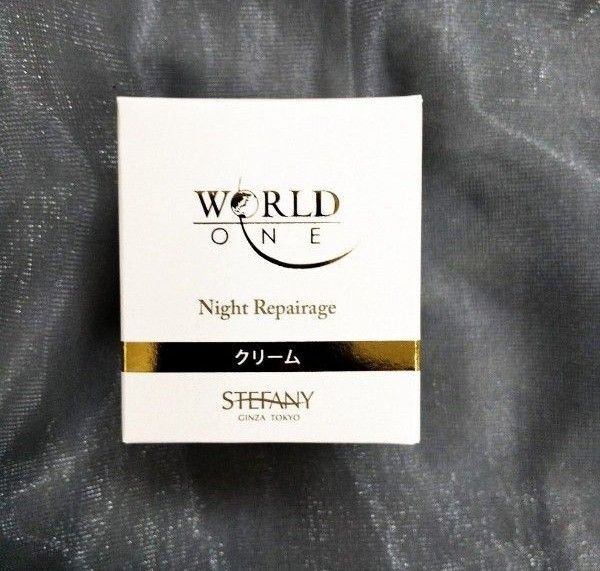 WORLD
ONE
Night Repairage
クリーム
STEFANY
GINZA TOKYO